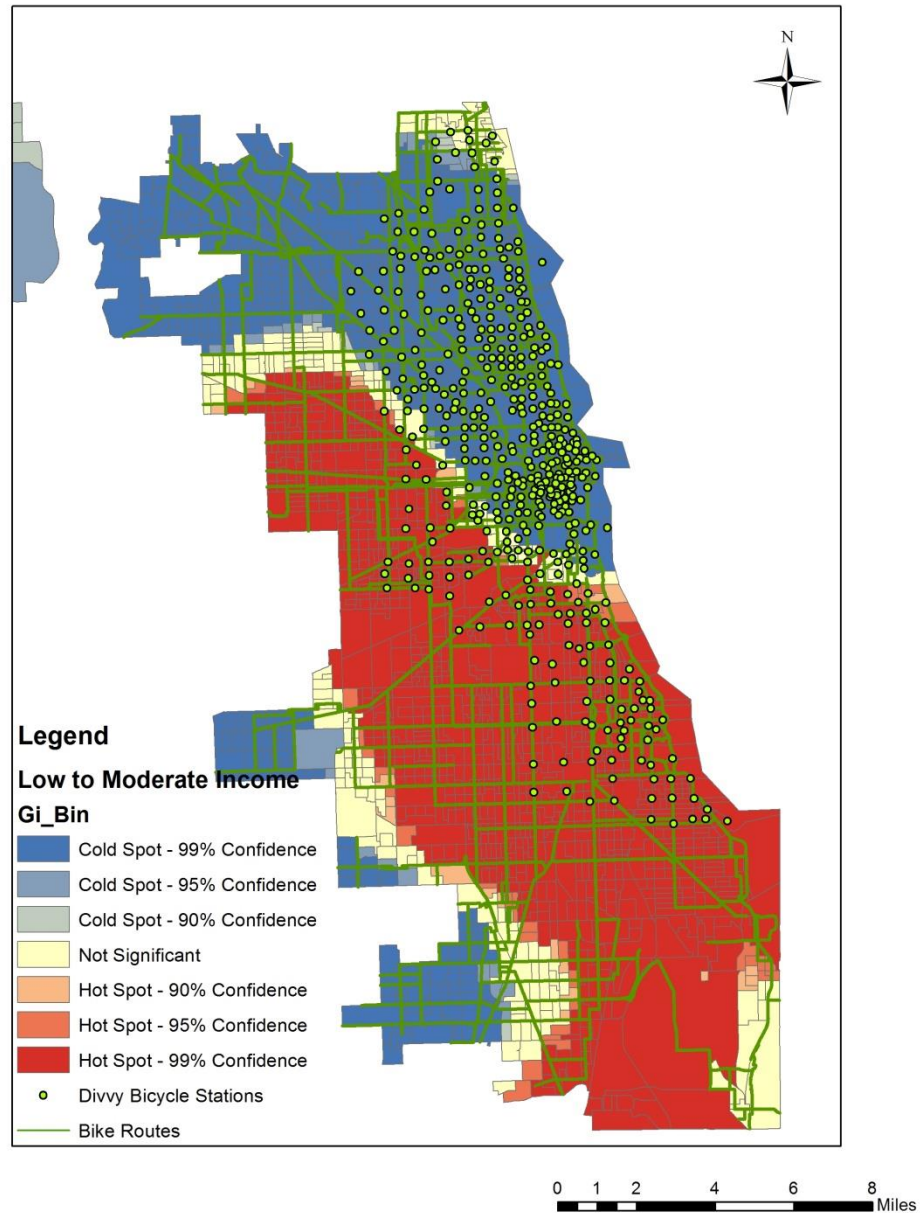 N
Legend
Low to Moderate Income
Gi_Bin
Cold Spot - 99% Confidence
Cold Spot - 95% Confidence
Cold Spot - 90% Confidence
Not Significant
Hot Spot - 90% Confidence
Hot Spot - 95% Confidence
Hot Spot - 99% Confidence
Divvy Bicycle Stations
Bike Routes
0 1 2 4 6 8
Miles